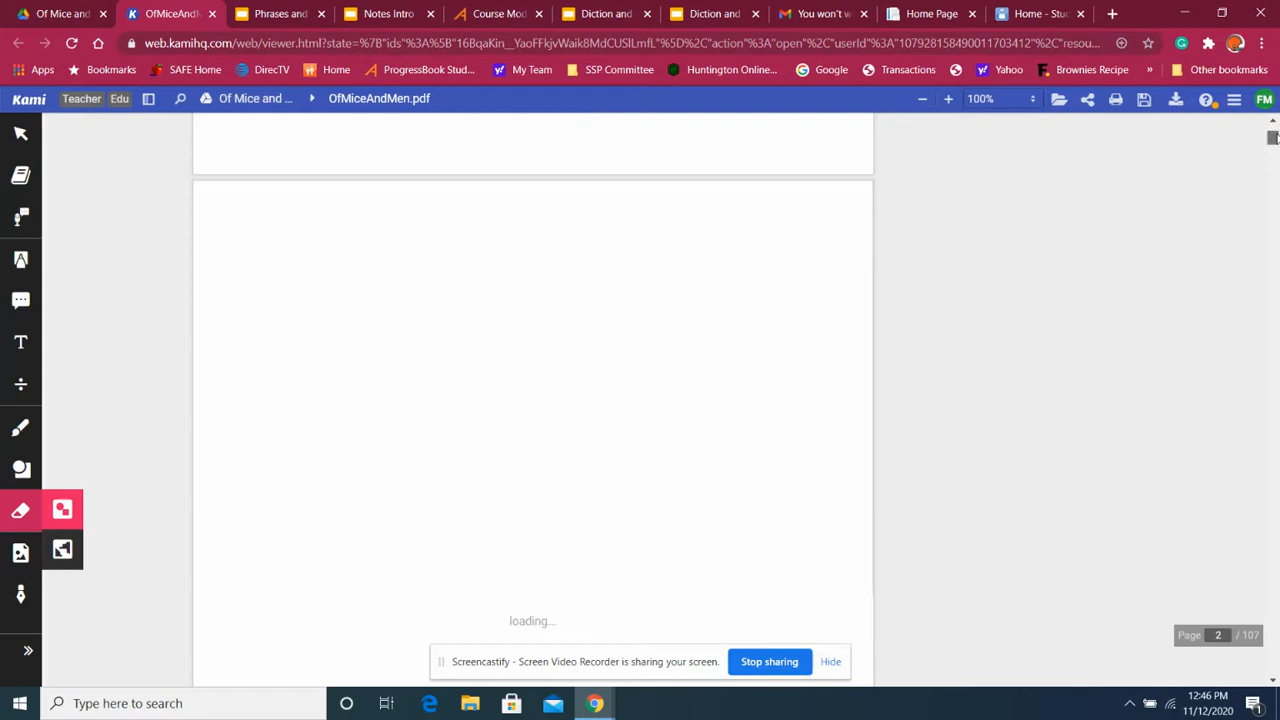 Of Mice and
OfMiceAndM
Phrases and
Notes Intro
Course Mod
Diction and
Diction and
You won't w
Home Page
Home - Stud
web.kamihq.com/web/viewer.html?state=%7B"ids"%3A%5B"16BqaKin__YaoFFkjvWaik8MdCUSlLmfL"%5D%2C"action"%3A"open"%2C"userId"%3A"107928158490011703412"%2C"resou...
Apps
Bookmarks
SAFE Home
DirecTV
Home
ProgressBook Stud...
My Team
SSP Committee
Huntington Online...
Google
Transactions
Yahoo
Brownies Recipe
»
Other bookmarks
Kami Teacher Edu Of Mice and ... OfMiceAndMen.pdf 100% FM
loading...
Page 2 / 107
Screencastify - Screen Video Recorder is sharing your screen. Stop sharing Hide
Type here to search
12:46 PM
11/12/2020
1